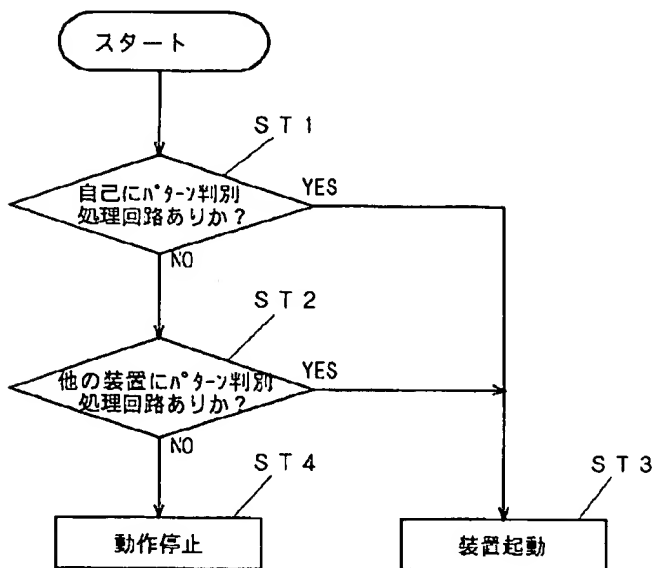 スタート
ST1
自己にパターン判別
処理回路ありか?
YES
NO
ST2
他の装置にパターン判別
処理回路ありか?
YES
NO
ST4
動作停止
ST3
装置起動